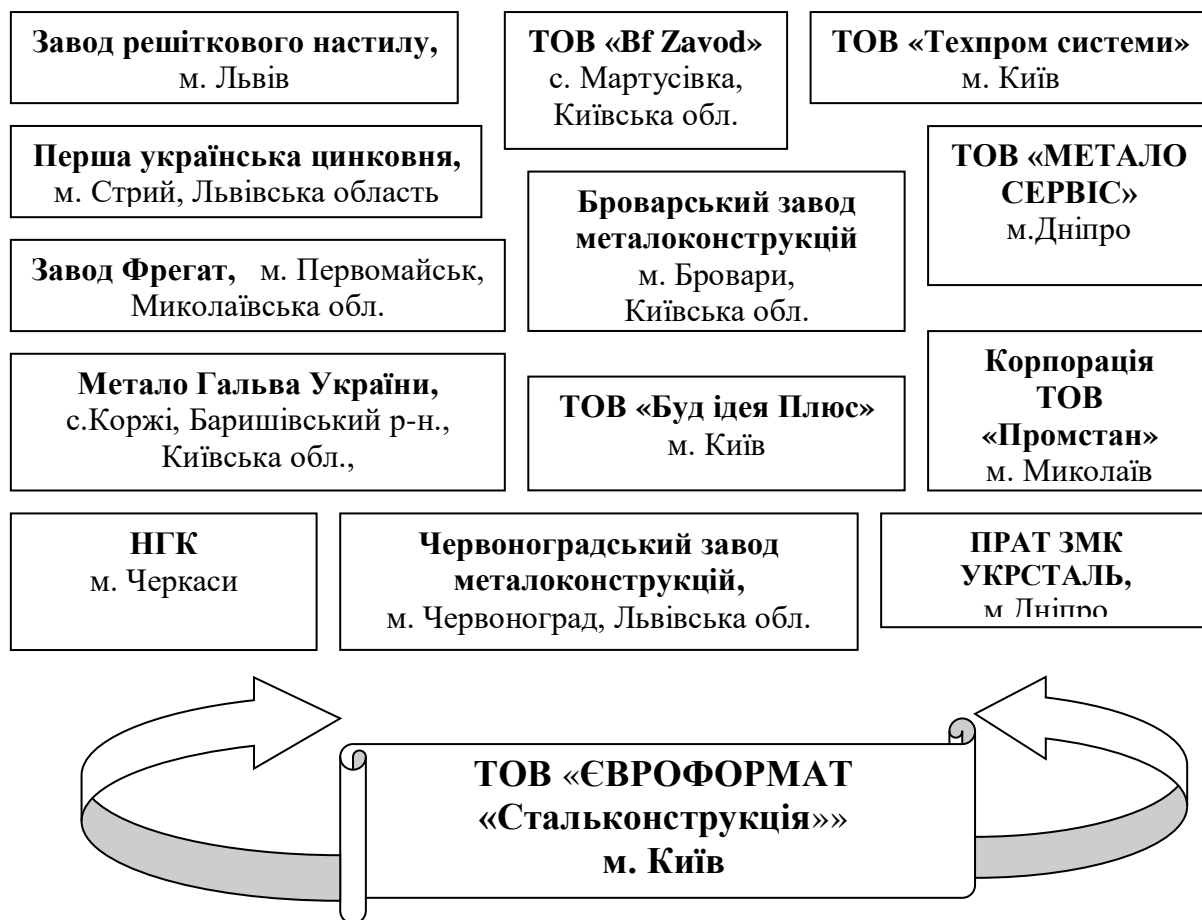 Завод решіткового настилу,
м. Львів
ТОВ «Bf Zavod»
с. Мартусівка,
Київська обл.
ТОВ «Техпром системи»
м. Київ
Перша українська цинковня,
м. Стрий, Львівська область
ТОВ «МЕТАЛО
СЕРВІС»
м.Дніпро
Броварський завод
металоконструкцій
м. Бровари,
Київська обл.
Завод Фрегат, м. Первомайськ,
Миколаївська обл.
Метало Гальва України,
с.Коржі, Баришівський р-н.,
Київська обл.,
ТОВ «Буд ідея Плюс»
м. Київ
Корпорація
ТОВ
«Промстан»
м. Миколаїв
НГК
м. Черкаси
Червоноградський завод
металоконструкцій,
м. Червоноград, Львівська обл.
ПРАТ ЗМК
УКРСТАЛЬ,
м.Дніпро
ТОВ «ЄВРОФОРМАТ
«Стальконструкція»»
м. Київ